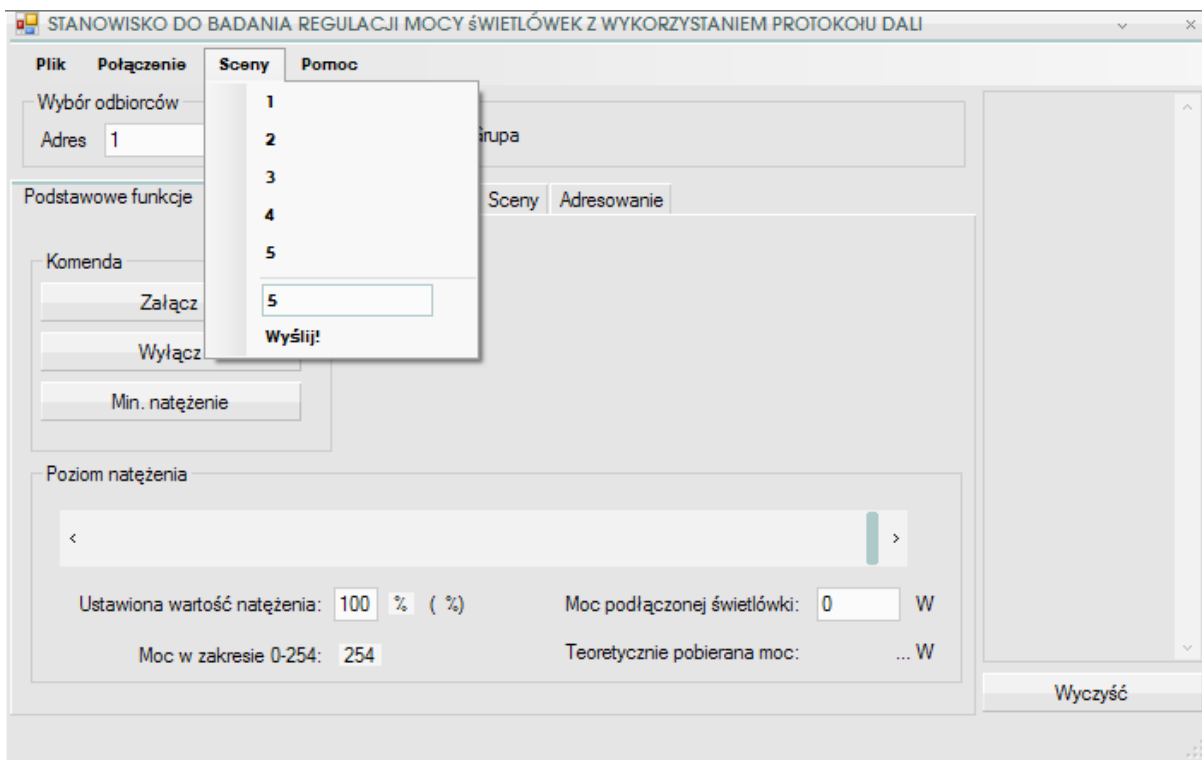 STANOWISKO DO BADANIA REGULACJI MOCY śWIETLÓWEK Z WYKORZYSTANIEM PROTOKOłU DALI
Plik Połączenie Sceny Pomoc
Wybór odbiorców
Adres 1
1
2
3
4
5
5
Wyślij!
Podstawowe funkcje Sceny Adresowanie
Komenda
Załącz
Wyłącz
Min. natężenie
Poziom natężenia
< >
Ustawiona wartość natężenia: 100 % ( %) Moc podłączonej świetlówki: 0 W
Moc w zakresie 0-254: 254 Teoretycznie pobierana moc: ... W
Wyczyść